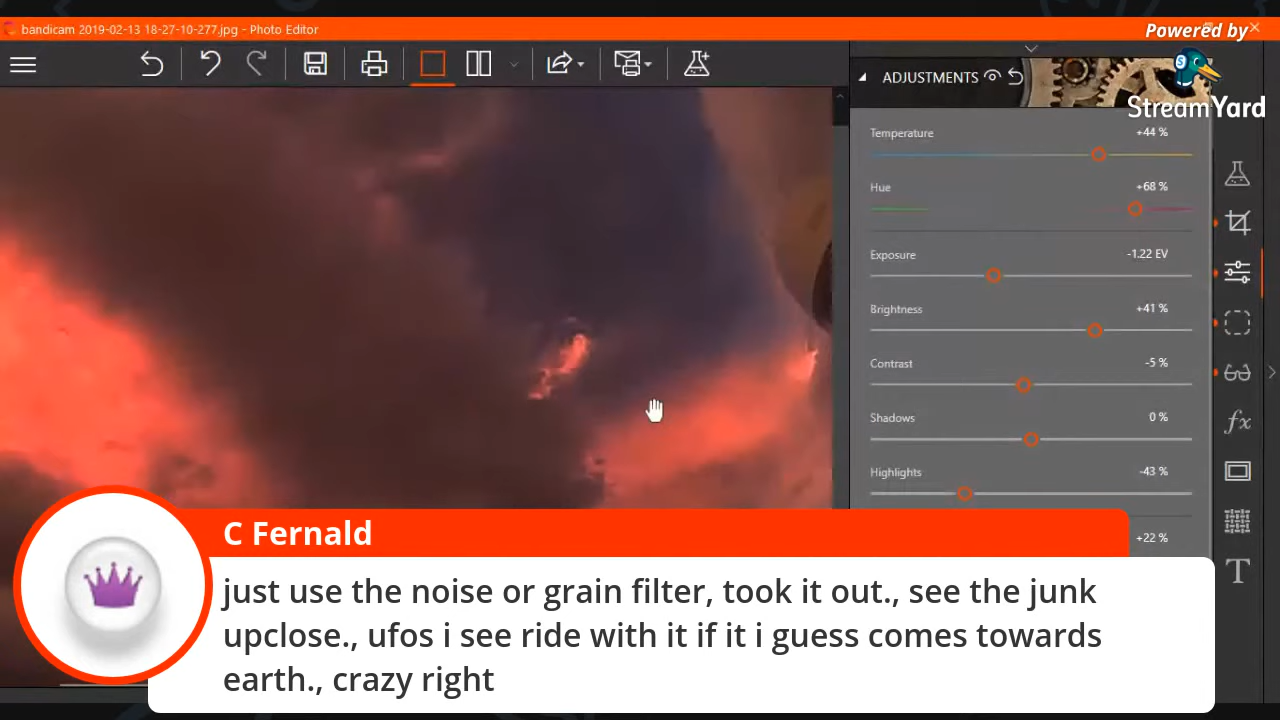 bandicam 2019-02-13 18-27-10-277.jpg - Photo Editor
Powered by
StreamYard
ADJUSTMENTS
Temperature +44 %
Hue +68 %
Exposure -1.22 EV
Brightness +41 %
Contrast -5 %
Shadows 0 %
Highlights -43 %
+22 %
fx
T
C Fernald
just use the noise or grain filter, took it out., see the junk
upclose., ufos i see ride with it if it i guess comes towards
earth., crazy right